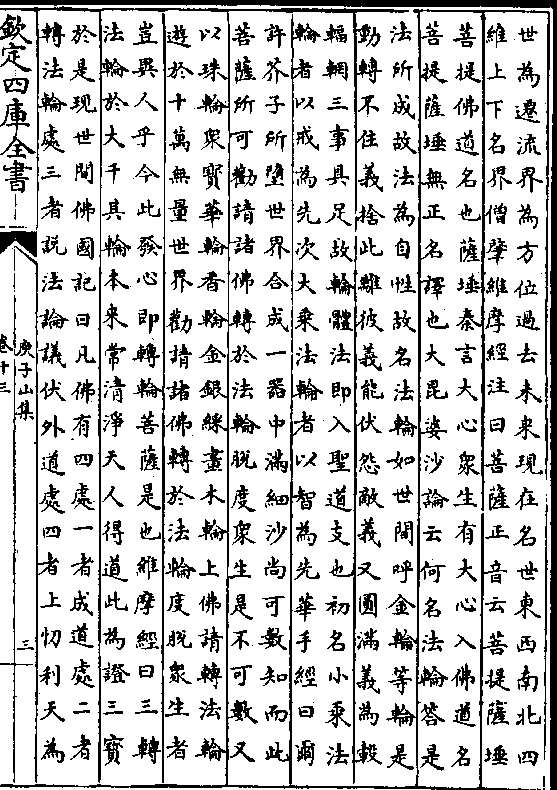 世為遷流界為方位過去未來現在名世東西南北四
維上下名界僧肇維摩經注曰菩薩正音云菩提薩埵
菩提佛道名也薩埵秦言大心衆生有大心入佛道名
菩提薩埵無正名譯也大毘婆沙論云何名法輪答是
法所成故法為自性故名法輪如世間呼金輪等輪是
動轉不住義捨此離彼義能伏怨敵義又圓滿義為轂
輻輞三事具足故輪體法即入聖道支也初名小乘法
輪者以戒為先次大乘法輪者以智為先華手經曰爾
許芥子所墮世界合成一器中滿細沙尚可數知而此
菩薩所可勸請諸佛轉於法輪脫度衆生是不可數又
以珠輪衆寶華輪香輪金銀綵畫木輪上佛請轉法輪
遊於十萬無量世界勸請諸佛轉於法輪度脫衆生者
豈異人乎今此發心即轉輪菩薩是也維摩經曰三轉
法輪於大千其輪本來常清淨天人得道此為證三寶
於是現世間佛國記曰凡佛有四處一者成道處二者
轉法輪處三者説法論議伏外道處四者上忉利天為
欽定四庫全書
庾子山集
卷十三
三